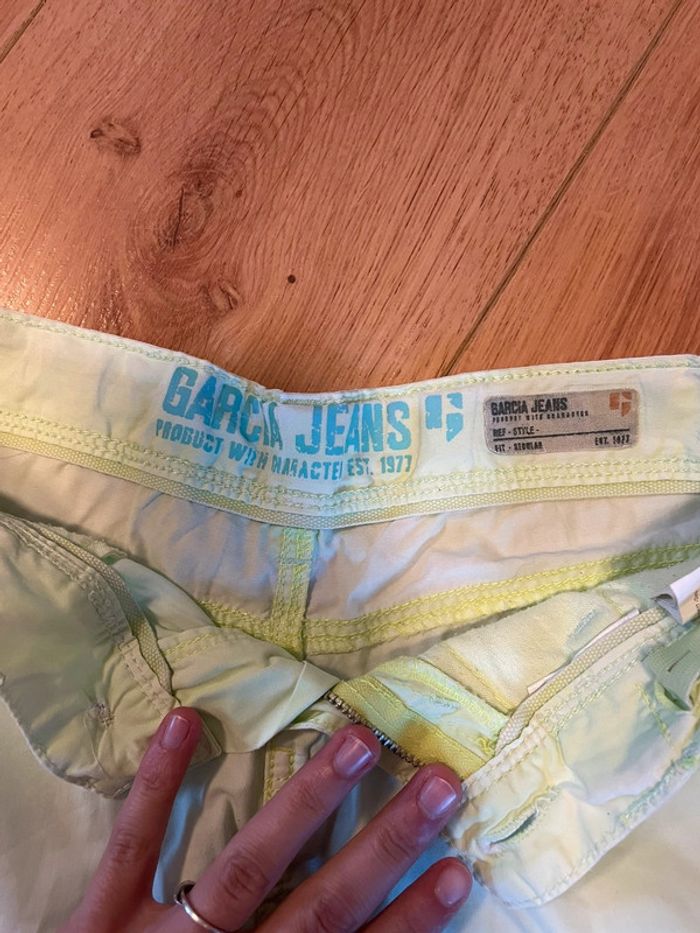 GARCIA JEANS
PRODUCT WITH CHARACTER EST. 1977
GARCIA JEANS
PRODUCT WITH CHARACTER
REF - STYLE -
FIT - REGULAR EST. 1977